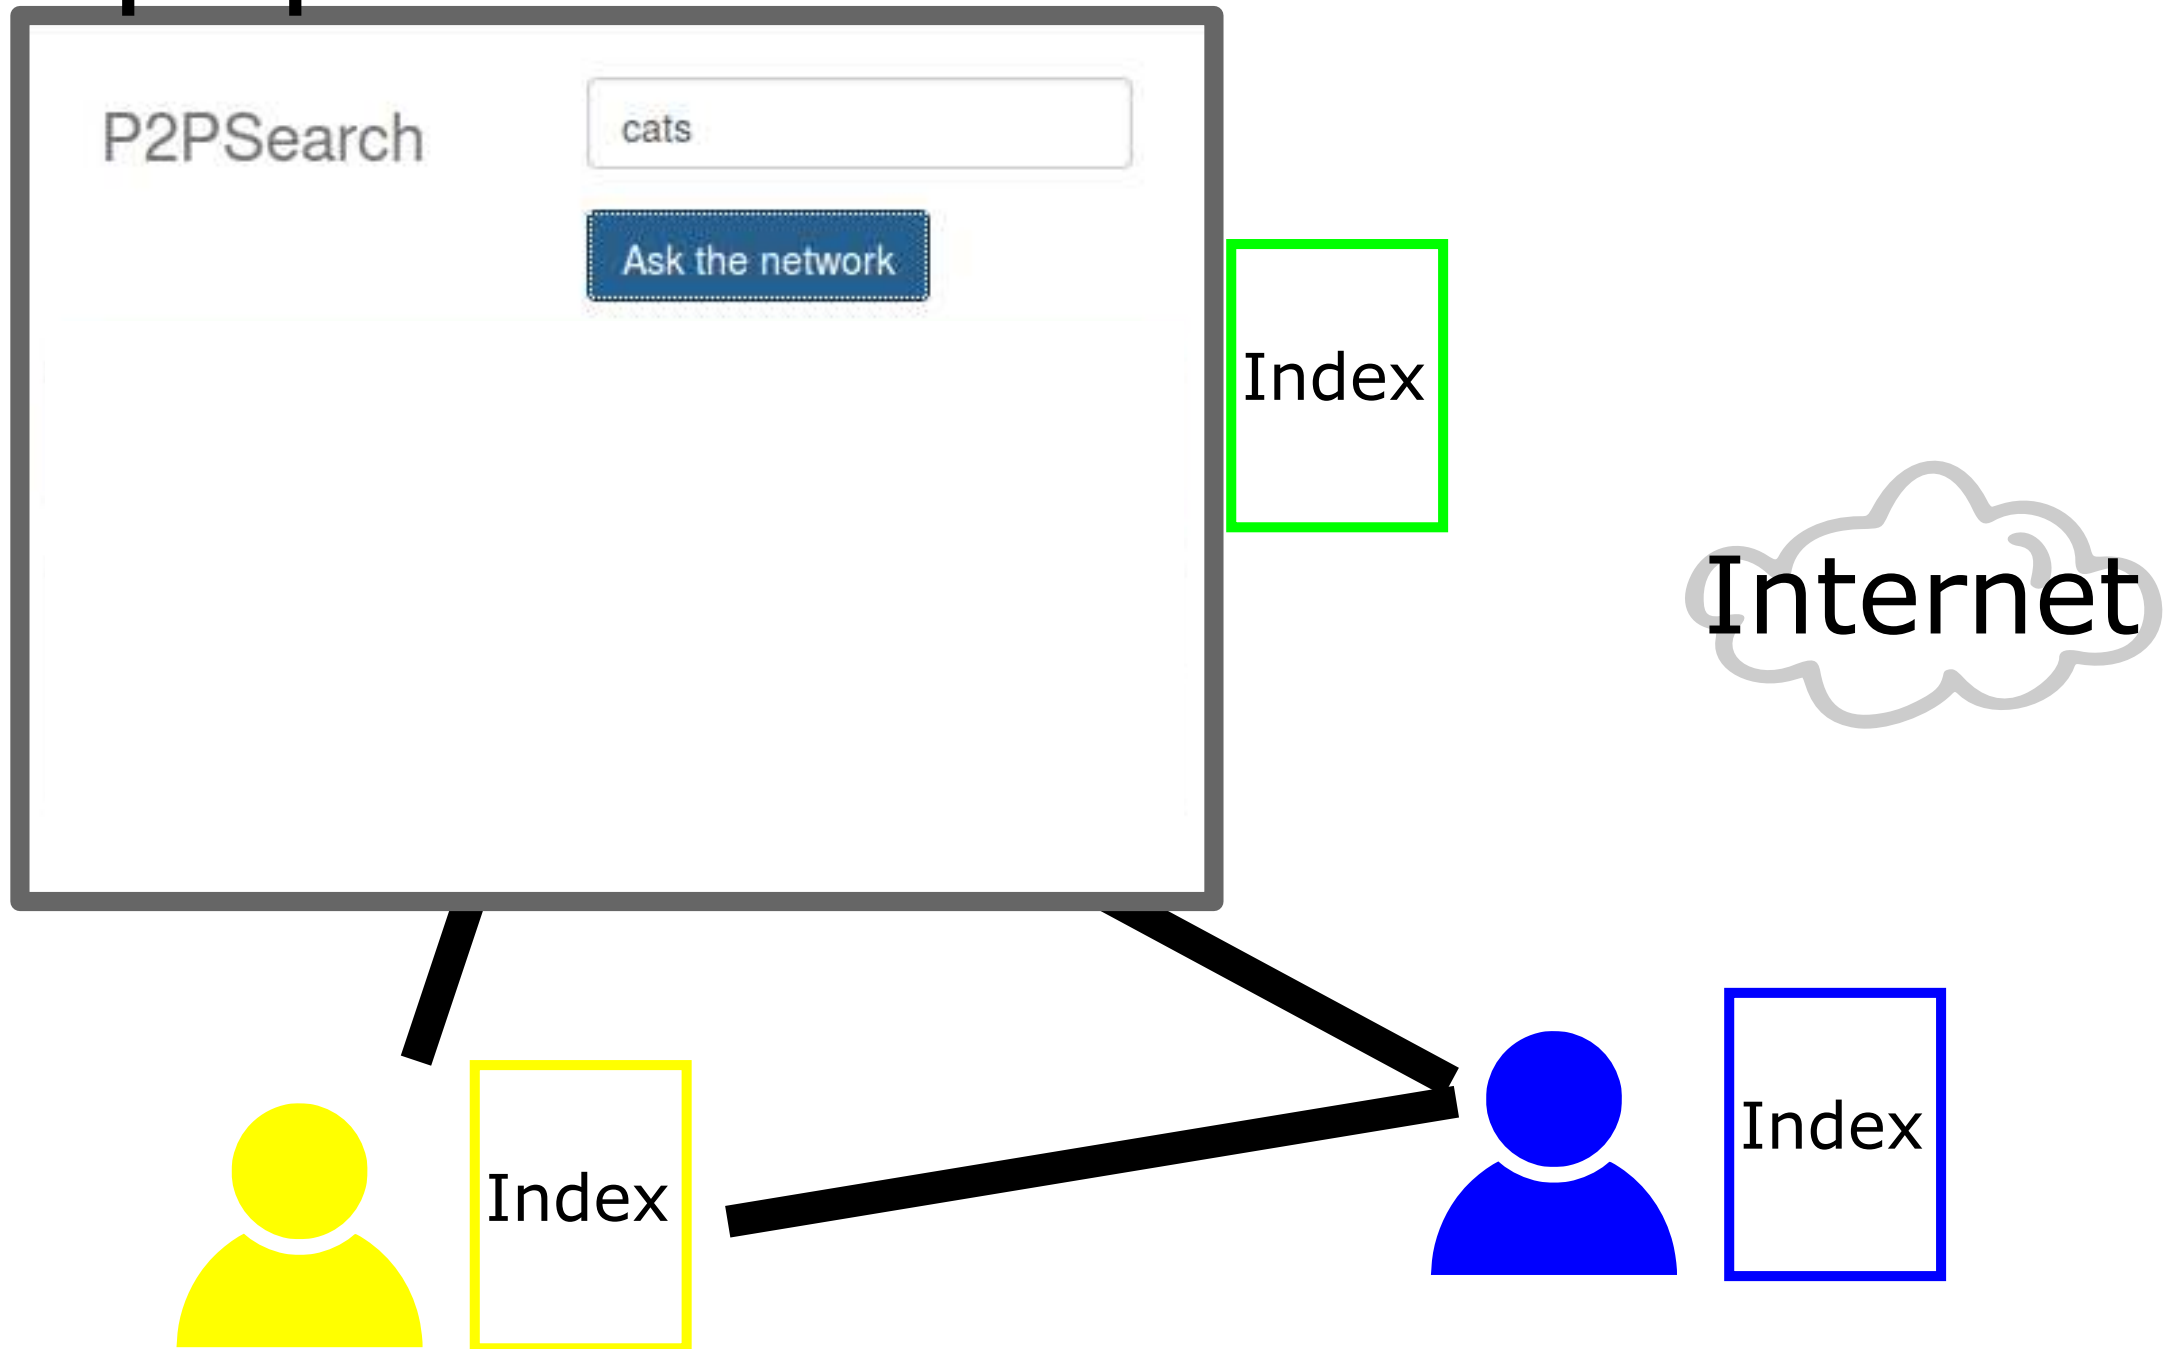 P2PSearch
cats
Ask the network
Index
Internet
Index
Index